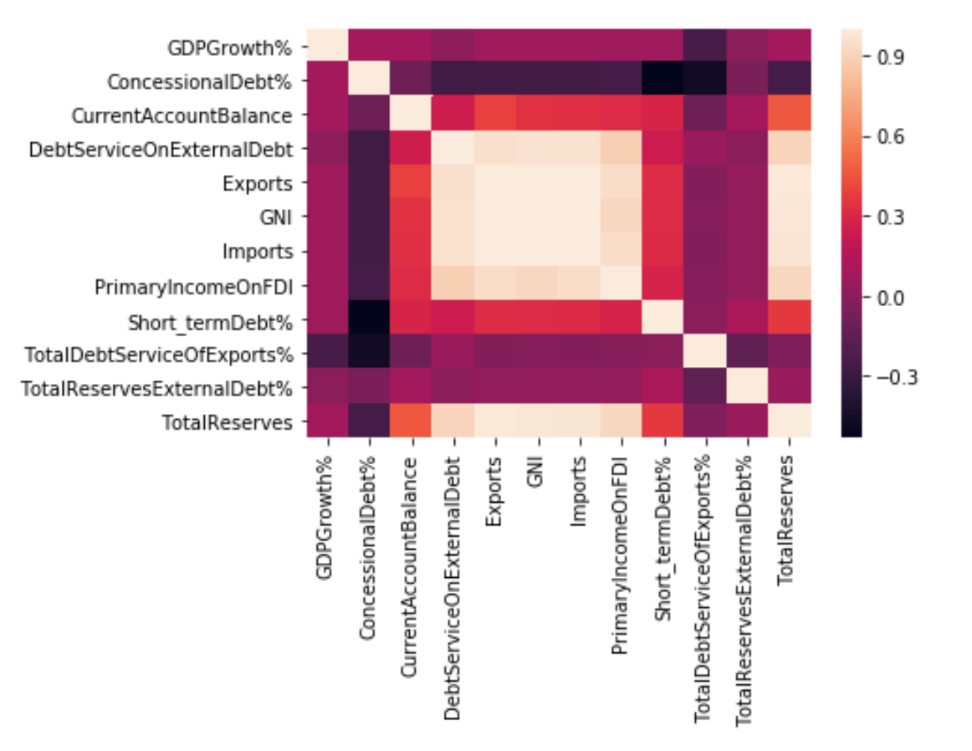 GDPGrowth%
ConcessionalDebt%
CurrentAccountBalance
DebtServiceOnExternalDebt
Exports
GNI
Imports
PrimaryIncomeOnFDI
Short_termDebt%
TotalDebtServiceOfExports%
TotalReservesExternalDebt%
TotalReserves
GDPGrowth%
ConcessionalDebt%
CurrentAccountBalance
DebtServiceOnExternalDebt
Exports
GNI
Imports
PrimaryIncomeOnFDI
Short_termDebt%
TotalDebtServiceOfExports%
TotalReservesExternalDebt%
TotalReserves
0.9
0.6
0.3
0.0
−0.3